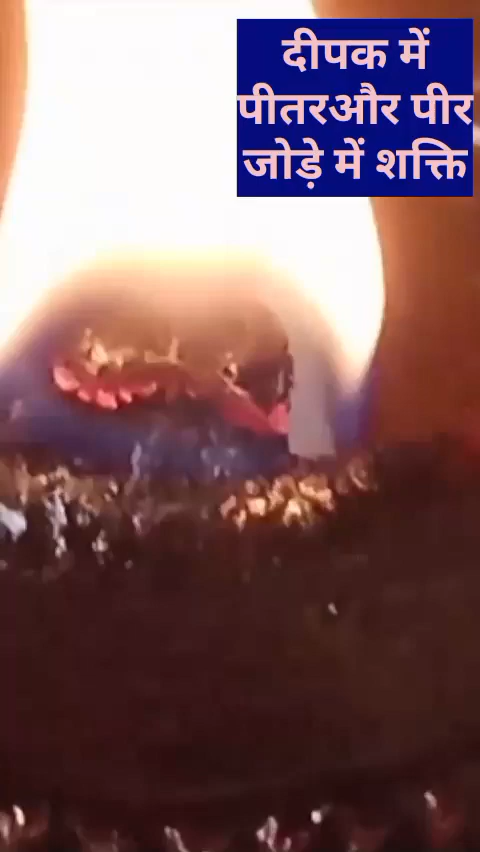 दीपक में
पीतरऔर पीर
जोड़े में शक्ति